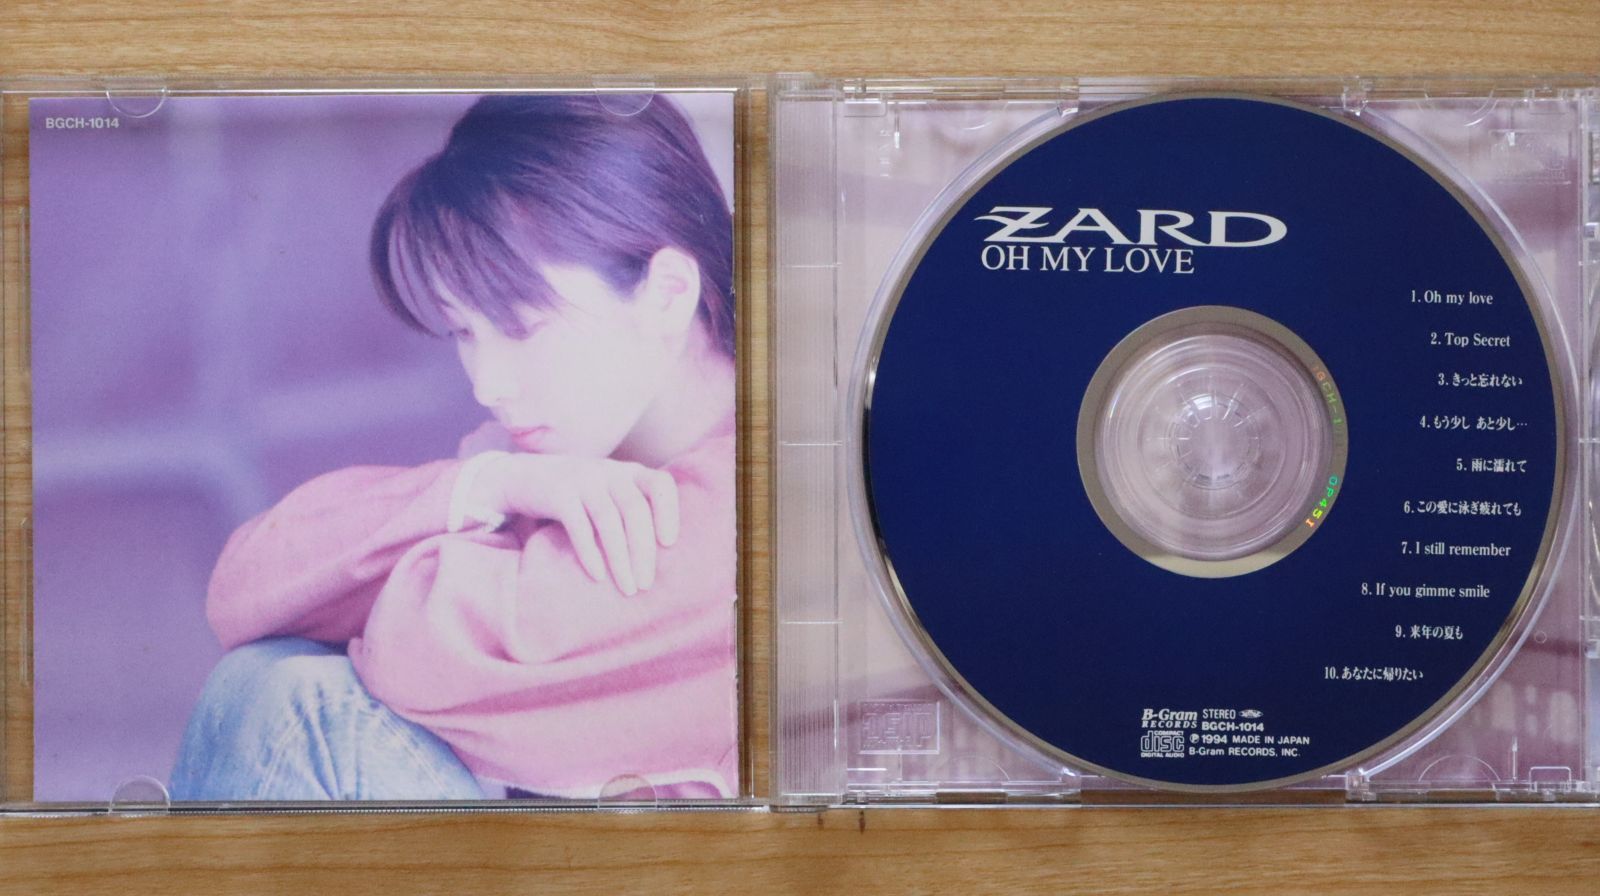 BGCH-1014
ZARD
OH MY LOVE
1. Oh my love
2. Top Secret
3. きっと忘れない
4. もう少し あと少し…
5. 雨に濡れて
6. この愛に泳ぎ疲れても
7. I still remember
8. If you gimme smile
9. 来年の夏も
10. あなたに帰りたい
B-Gram RECORDS STEREO
BGCH-1014
COMPACT disc DIGITAL AUDIO
℗ 1994 MADE IN JAPAN
B-Gram RECORDS, INC.